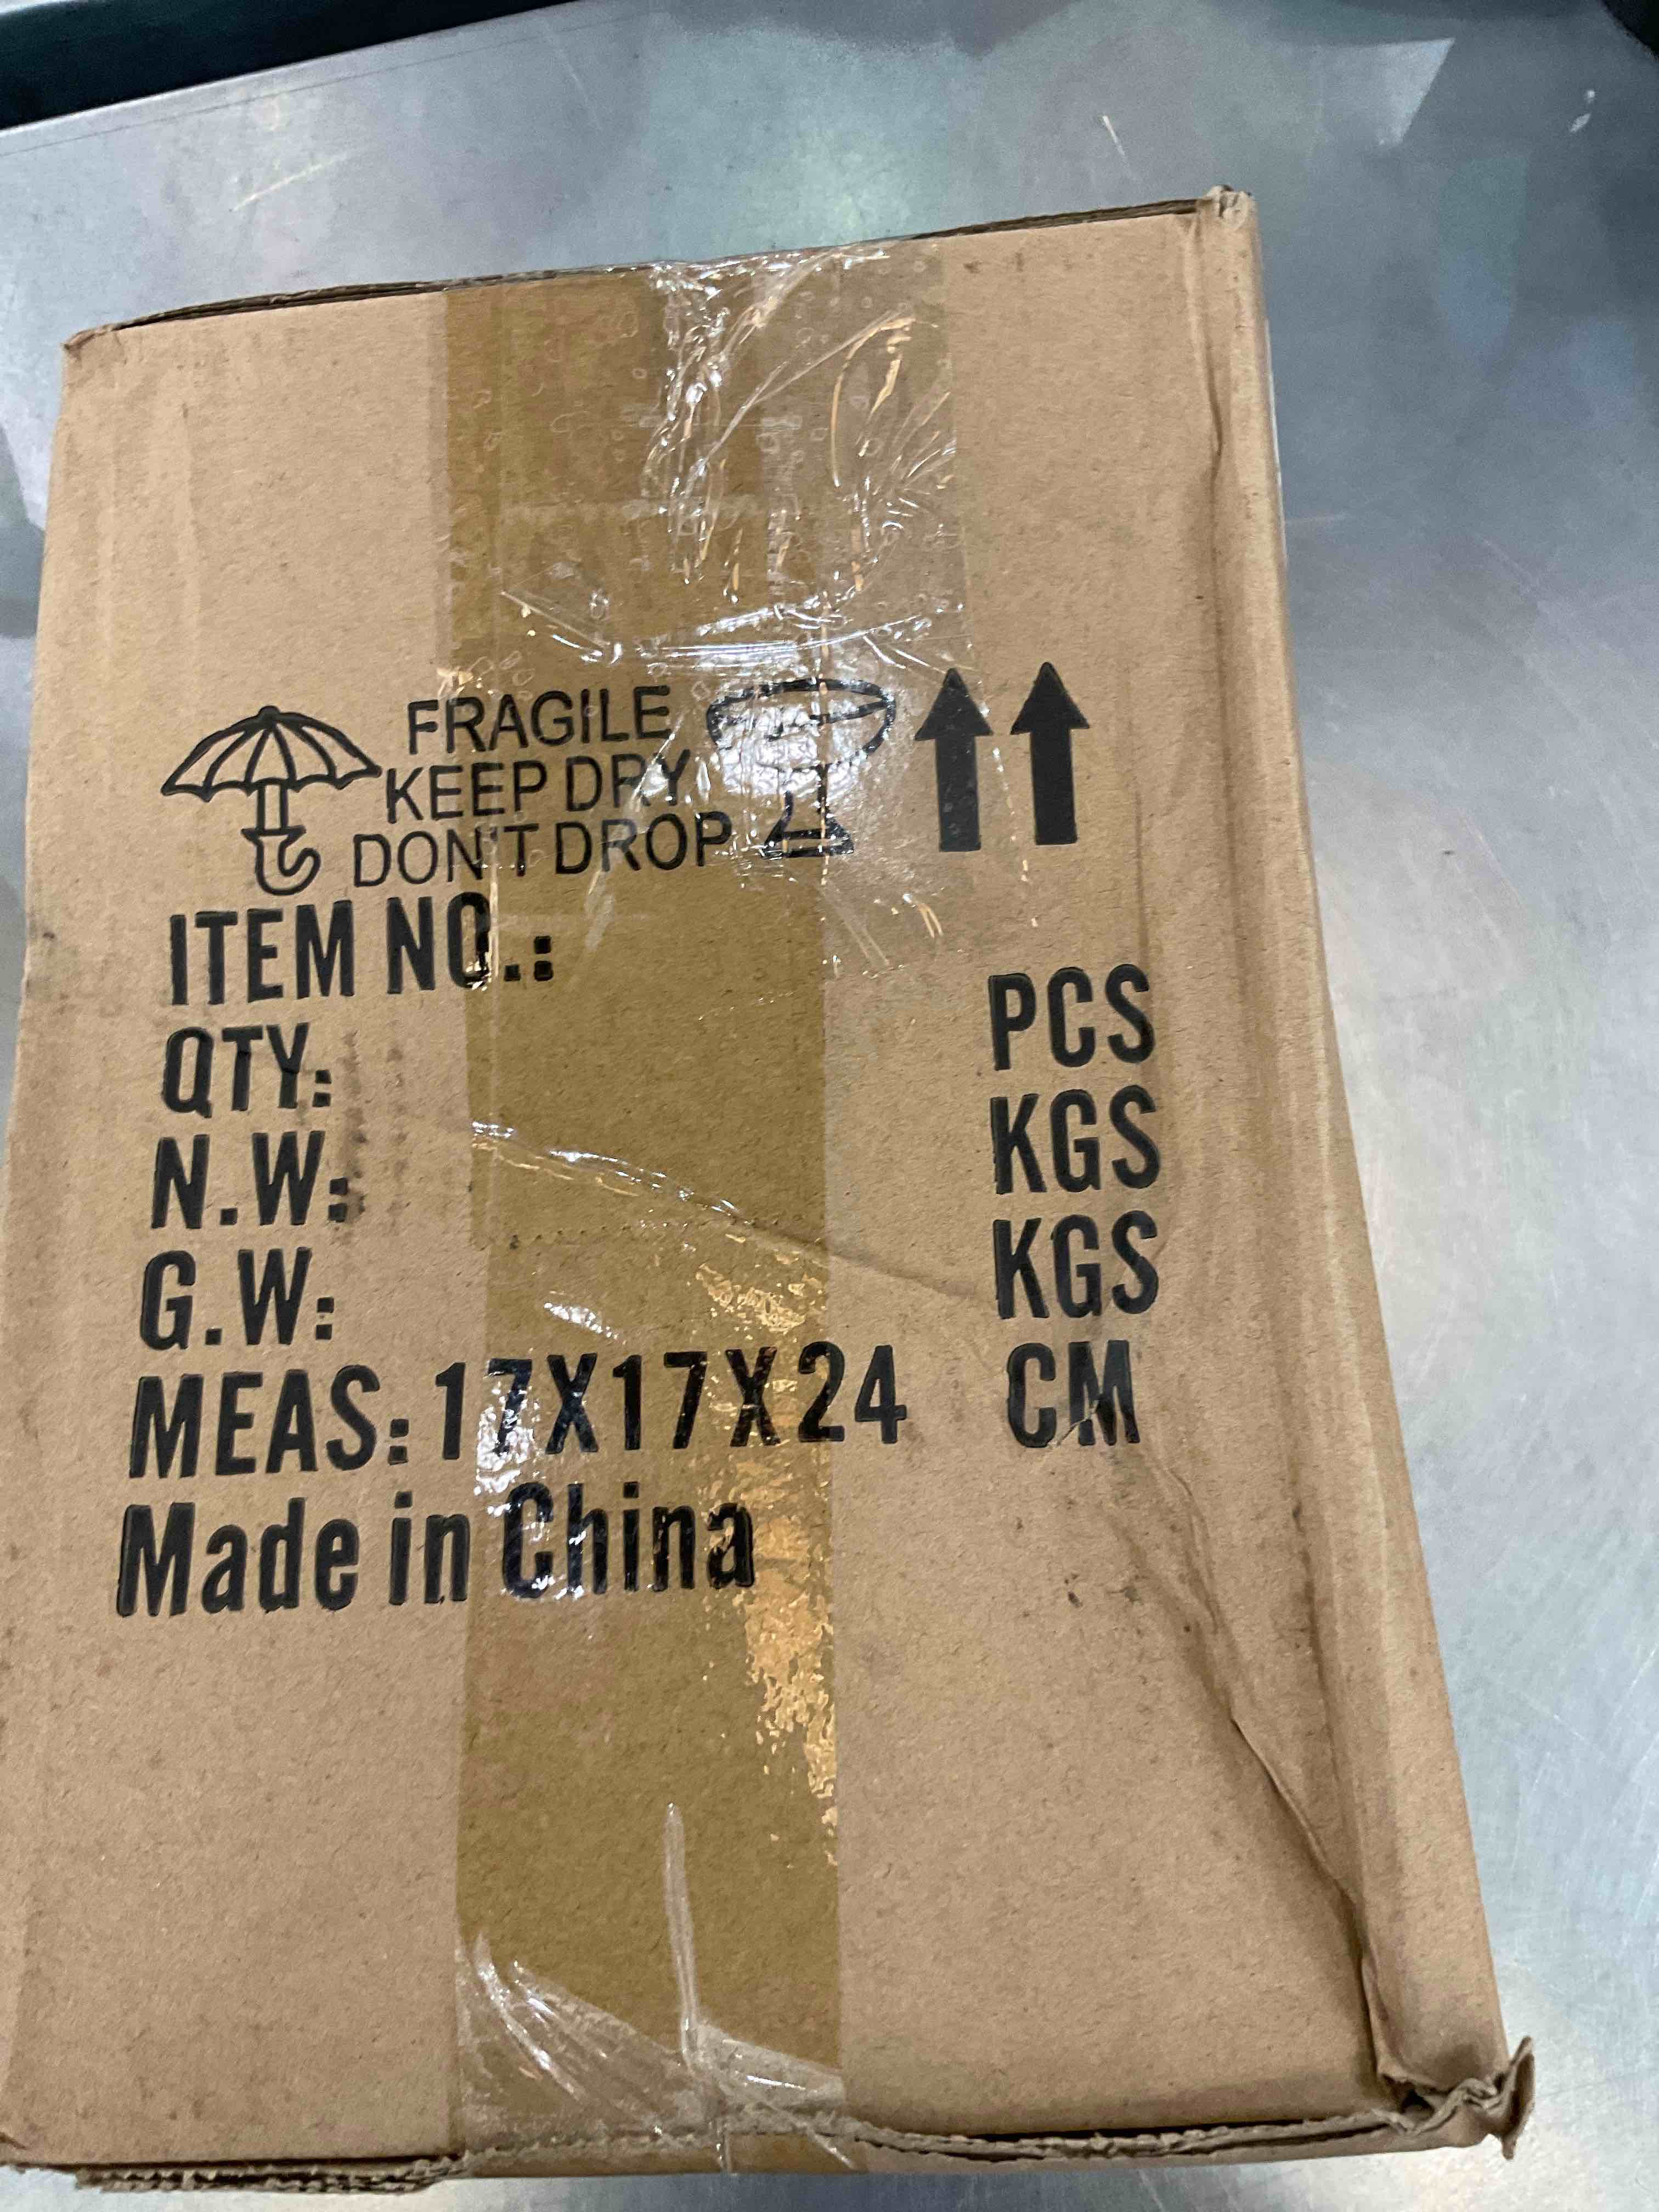 FRAGILE
KEEP DRY
DON'T DROP
ITEM NO.:
QTY: PCS
N.W: KGS
G.W: KGS
MEAS: 17X17X24 CM
Made in China